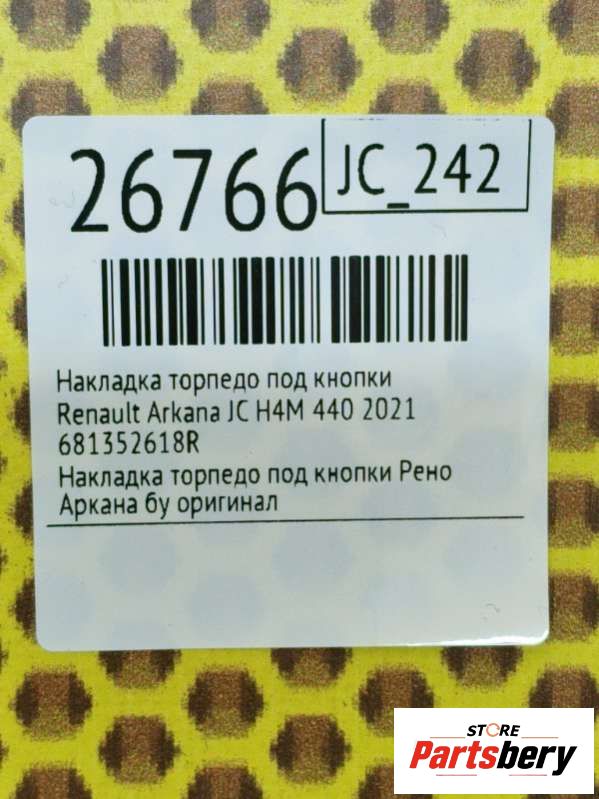 26766
JC_242
Накладка торпедо под кнопки
Renault Arkana JC H4M 440 2021
681352618R
Накладка торпедо под кнопки Рено
Аркана бу оригинал
STORE
Partsbery